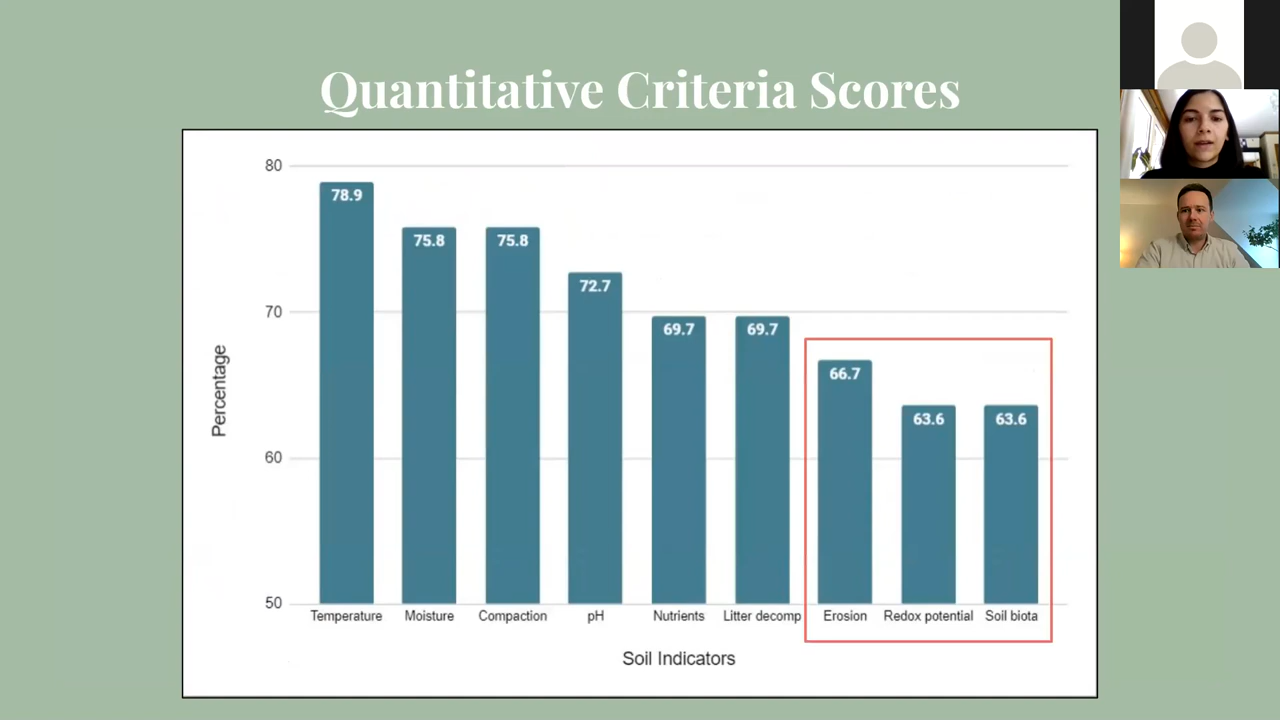 Quantitative Criteria Scores
80
70
60
50
Percentage
78.9
75.8
75.8
72.7
69.7
69.7
66.7
63.6
63.6
Temperature
Moisture
Compaction
pH
Nutrients
Litter decomp
Erosion
Redox potential
Soil biota
Soil Indicators